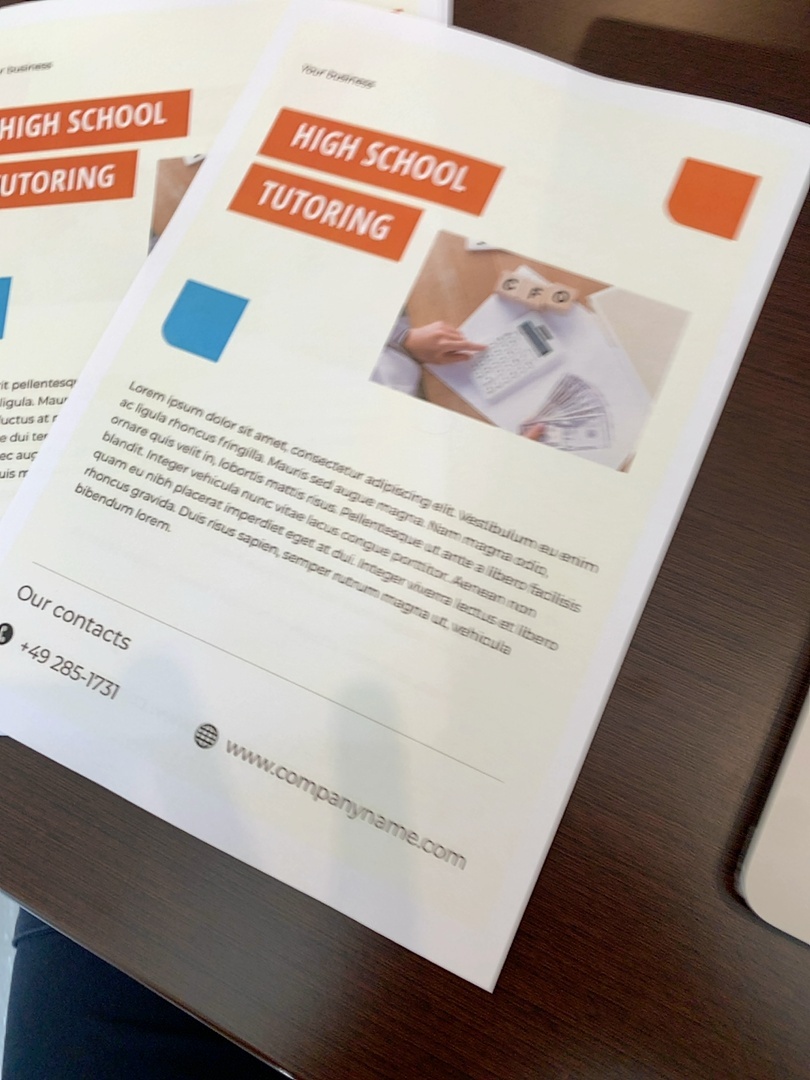 Your Business
HIGH SCHOOL
TUTORING
C F O
Lorem ipsum dolor sit amet, consectetur adipiscing elit. Vestibulum eu enim
ac ligula rhoncus fringilla. Mauris sed augue magna. Nam magna odio,
ornare quis velit in, lobortis mattis risus. Pellentesque ut ante a libero facilisis
blandit. Integer vehicula nunc vitae lacus congue porttitor. Aenean non
quam eu nibh placerat imperdiet eget at dui. Integer viverra lectus et libero
rhoncus gravida. Duis risus sapien, semper rutrum magna ut, vehicula
bibendum lorem.
Our contacts
+49 285-1731
www.companyname.com
Business
HIGH SCHOOL
TUTORING